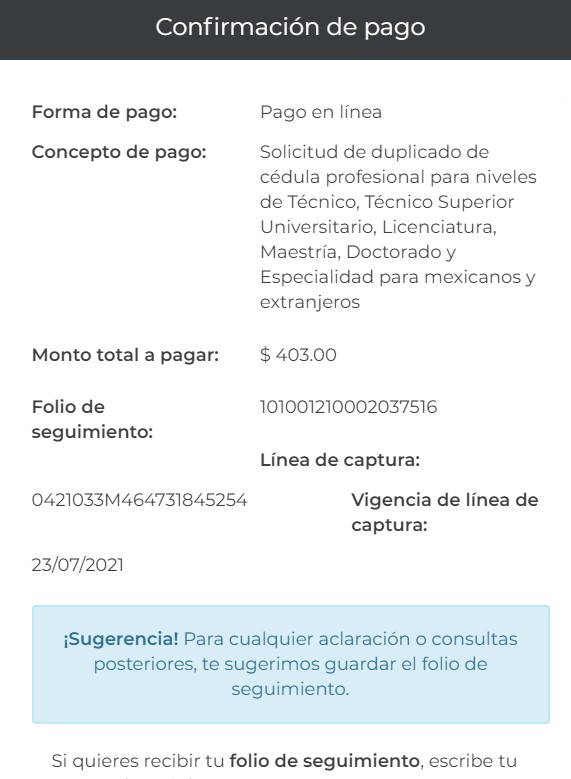 Confirmación de pago
Forma de pago: Pago en línea
Concepto de pago: Solicitud de duplicado de
cédula profesional para niveles
de Técnico, Técnico Superior
Universitario, Licenciatura,
Maestría, Doctorado y
Especialidad para mexicanos y
extranjeros
Monto total a pagar: $ 403.00
Folio de 101001210002037516
seguimiento:
Línea de captura:
0421033M464731845254 Vigencia de línea de
captura:
23/07/2021
¡Sugerencia! Para cualquier aclaración o consultas
posteriores, te sugerimos guardar el folio de
seguimiento.
Si quieres recibir tu folio de seguimiento, escribe tu